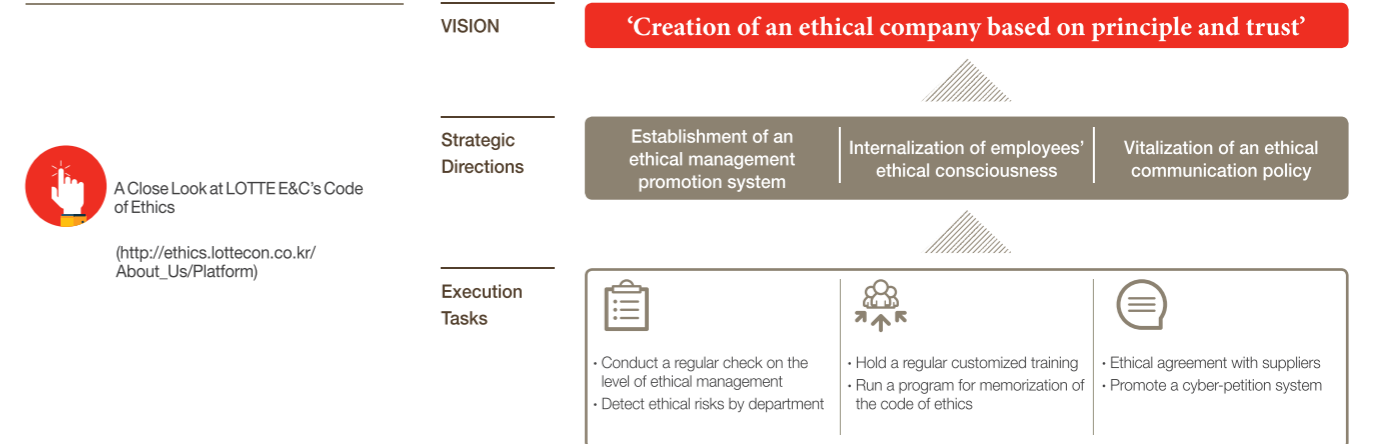 A Close Look at LOTTE E&C's Code
of Ethics
(http://ethics.lottecon.co.kr/
About_Us/Platform)
VISION
'Creation of an ethical company based on principle and trust'
Strategic
Directions
Establishment of an
ethical management
promotion system
Internalization of employees'
ethical consciousness
Vitalization of an ethical
communication policy
Execution
Tasks
• Conduct a regular check on the
level of ethical management
• Detect ethical risks by department
• Hold a regular customized training
• Run a program for memorization of
the code of ethics
• Ethical agreement with suppliers
• Promote a cyber-petition system